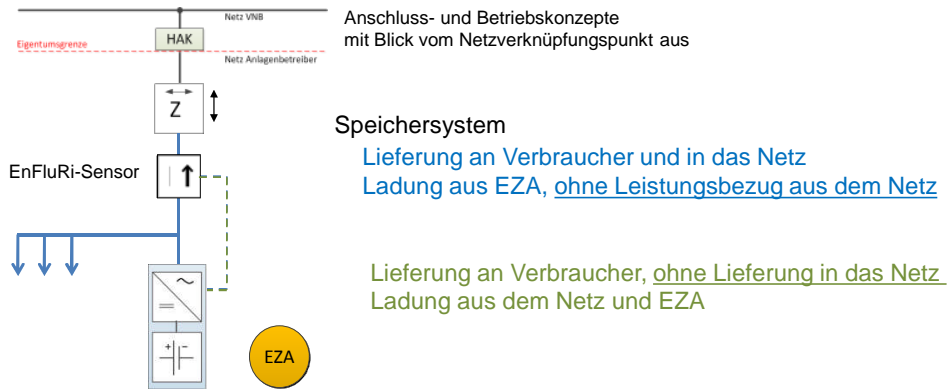 Netz VNB
Anschluss- und Betriebskonzepte
mit Blick vom Netzverknüpfungspunkt aus
Eigentumsgrenze
HAK
Netz Anlagenbetreiber
Z
Speichersystem
EnFluRi-Sensor
Lieferung an Verbraucher und in das Netz
Ladung aus EZA, ohne Leistungsbezug aus dem Netz
Lieferung an Verbraucher, ohne Lieferung in das Netz
Ladung aus dem Netz und EZA
+ -
EZA